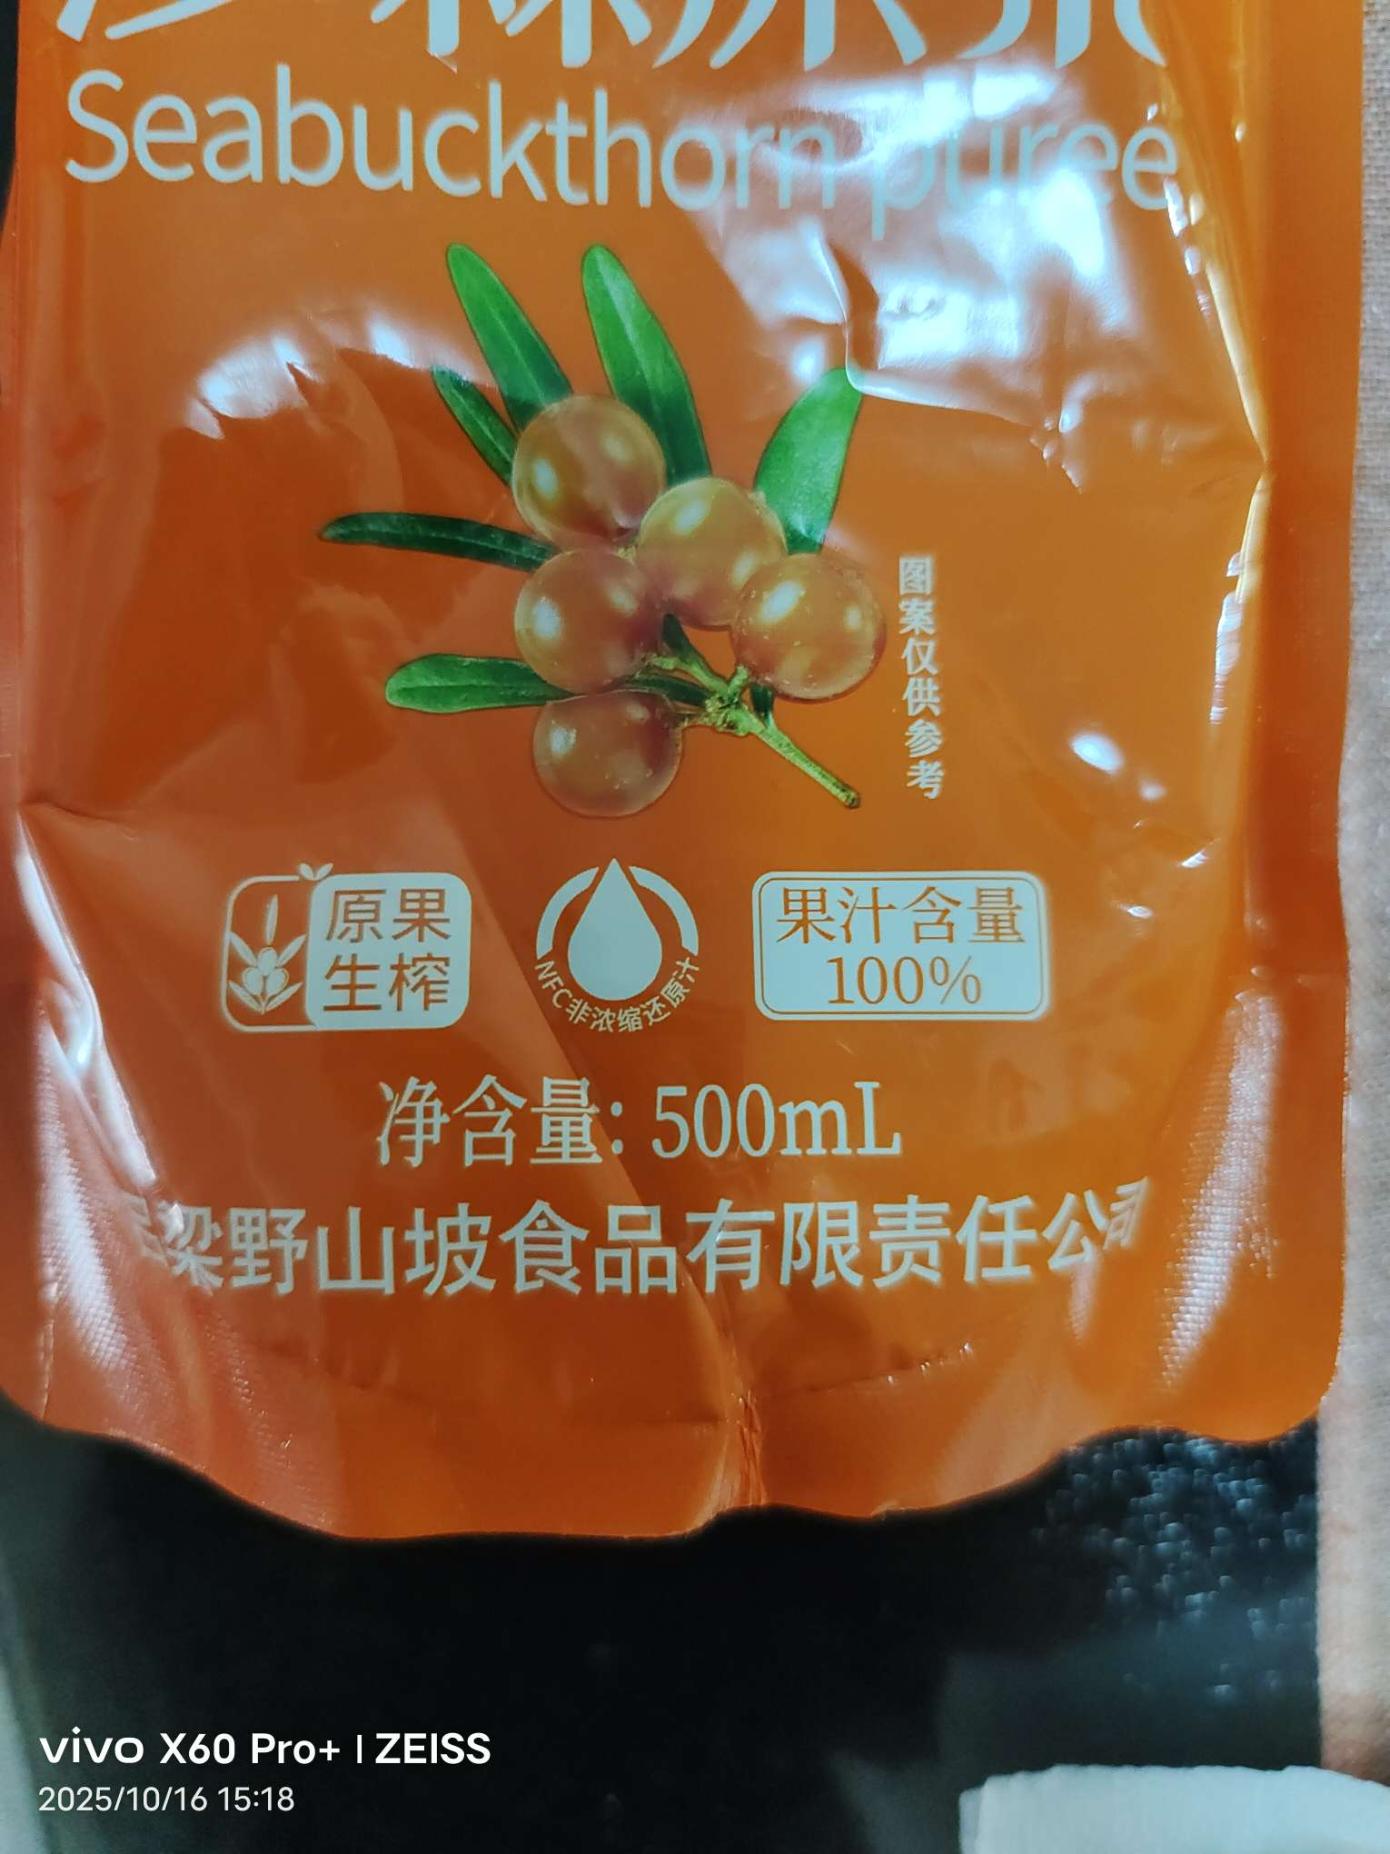 Seabuckthorn puree
图案仅供参考
原果
生榨
NFC非浓缩还原汁
果汁含量
100%
净含量: 500mL
梁野山坡食品有限责任公司
vivo X60 Pro+ | ZEISS
2025/10/16 15:18